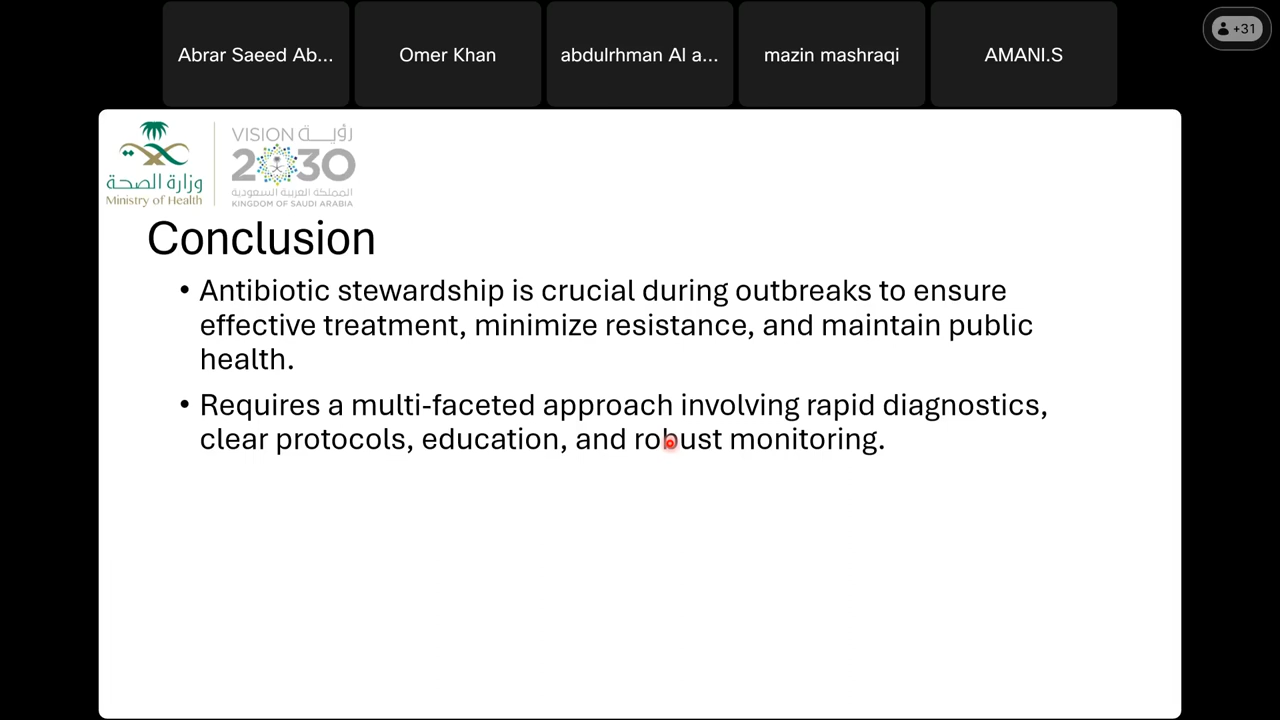 Abrar Saeed Ab...
Omer Khan
abdulrhman Al a...
mazin mashraqi
AMANI.S
+31
وزارة الصحة
Ministry of Health
VISION رؤيــــة
2030
المملكة العربية السعودية
KINGDOM OF SAUDI ARABIA
Conclusion
• Antibiotic stewardship is crucial during outbreaks to ensure
effective treatment, minimize resistance, and maintain public
health.
• Requires a multi-faceted approach involving rapid diagnostics,
clear protocols, education, and robust monitoring.